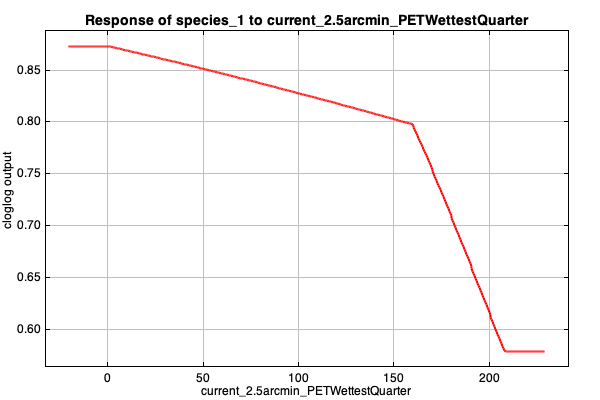 Response of species_1 to current_2.5arcmin_PETWettestQuarter
cloglog output
0.85
0.80
0.75
0.70
0.65
0.60
0 50 100 150 200
current_2.5arcmin_PETWettestQuarter